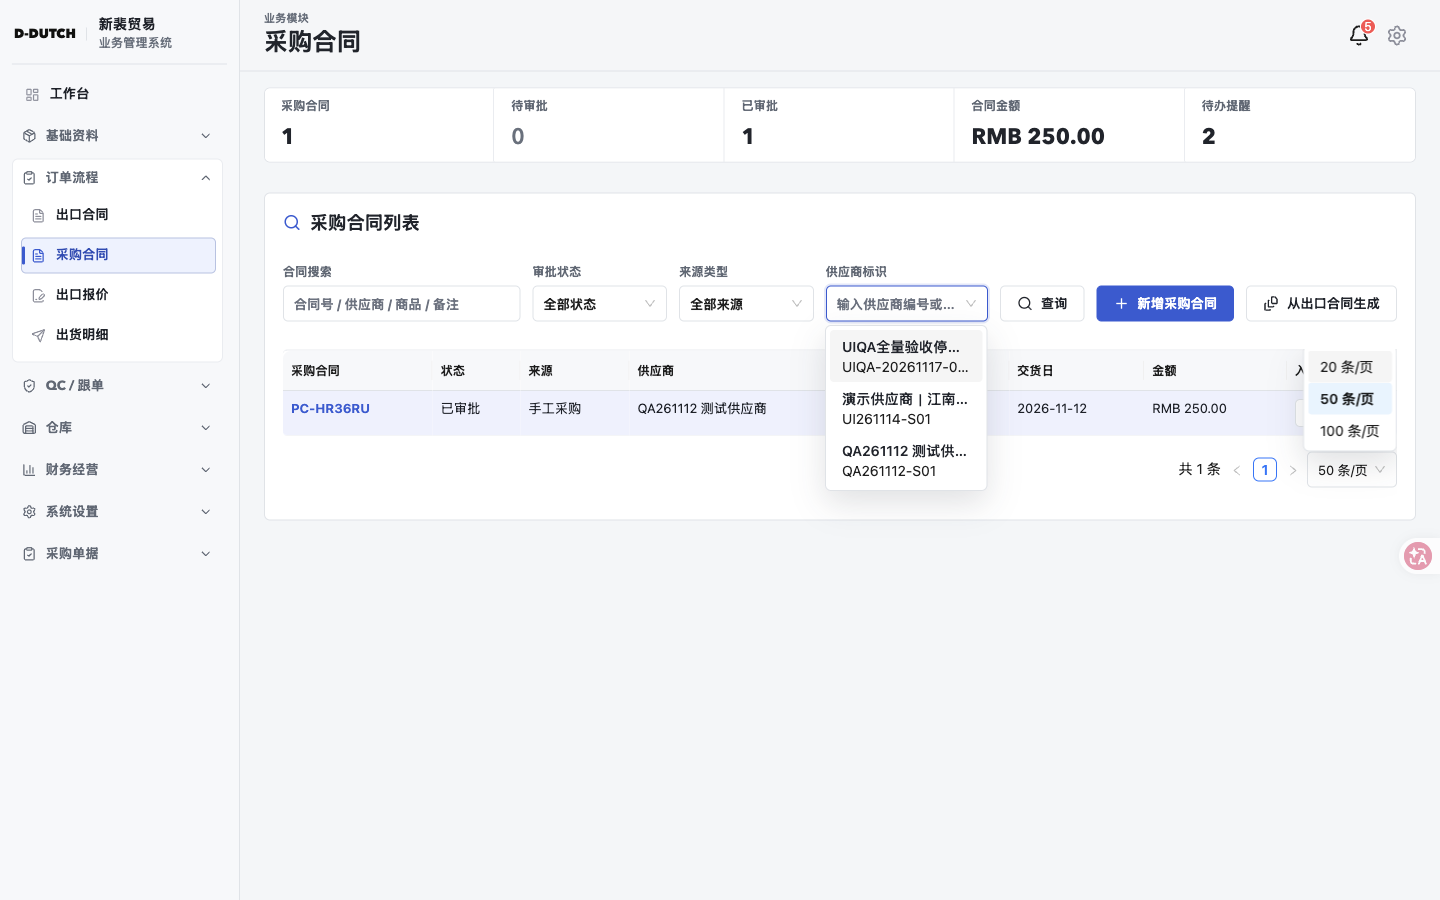 D-DUTCH
新裴贸易
业务管理系统
工作台
基础资料
订单流程
出口合同
采购合同
出口报价
出货明细
QC / 跟单
仓库
财务经营
系统设置
采购单据
业务模块
采购合同
5
采购合同
1
待审批
0
已审批
1
合同金额
RMB 250.00
待办提醒
2
采购合同列表
合同搜索
审批状态
来源类型
供应商标识
合同号 / 供应商 / 商品 / 备注
全部状态
全部来源
输入供应商编号或...
查询
新增采购合同
从出口合同生成
UIQA全量验收停...
UIQA-20261117-0...
演示供应商 | 江南...
UI261114-S01
QA261112 测试供...
QA261112-S01
采购合同 状态 来源 供应商 交货日 金额 入
PC-HR36RU 已审批 手工采购 QA261112 测试供应商 2026-11-12 RMB 250.00
20 条/页
50 条/页
100 条/页
共 1 条 1 50 条/页